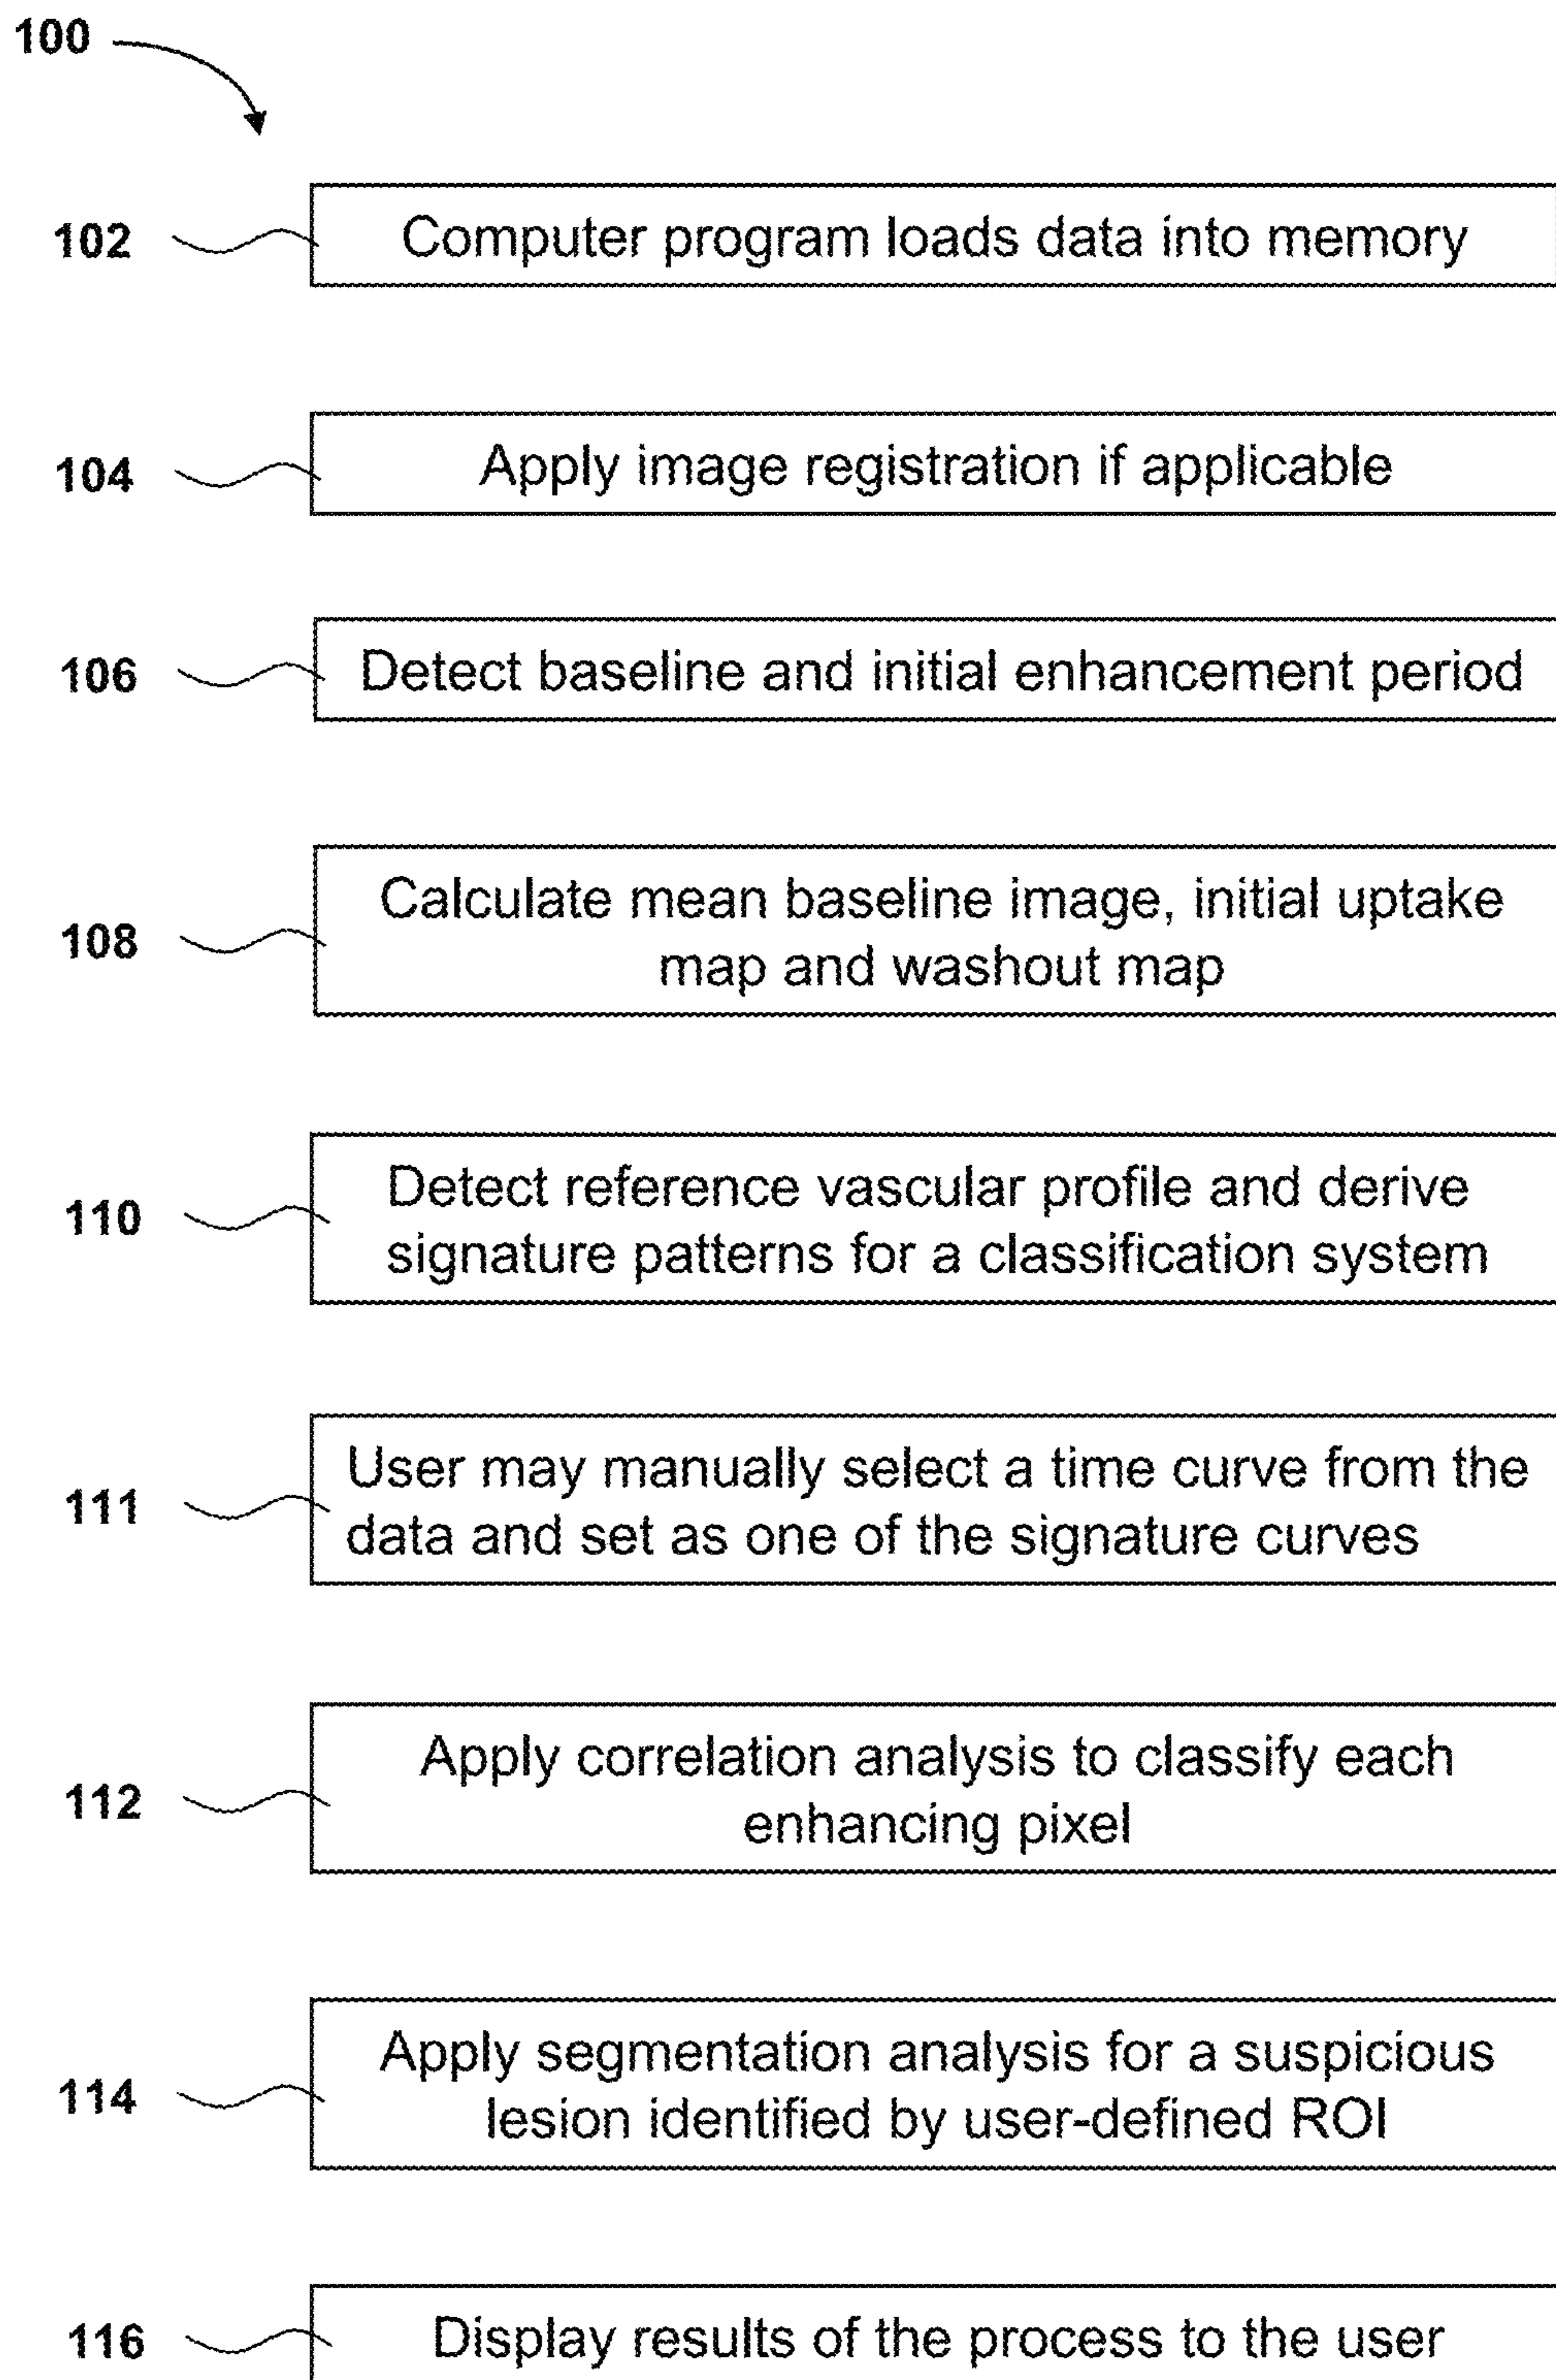 100
102 Computer program loads data into memory
104 Apply image registration if applicable
106 Detect baseline and initial enhancement period
Calculate mean baseline image, initial uptake
108 map and washout map
Detect reference vascular profile and derive
110 signature patterns for a classification system
User may manually select a time curve from the
111 data and set as one of the signature curves
Apply correlation analysis to classify each
112 enhancing pixel
Apply segmentation analysis for a suspicious
114 lesion identified by user-defined ROI
116 Display results of the process to the user